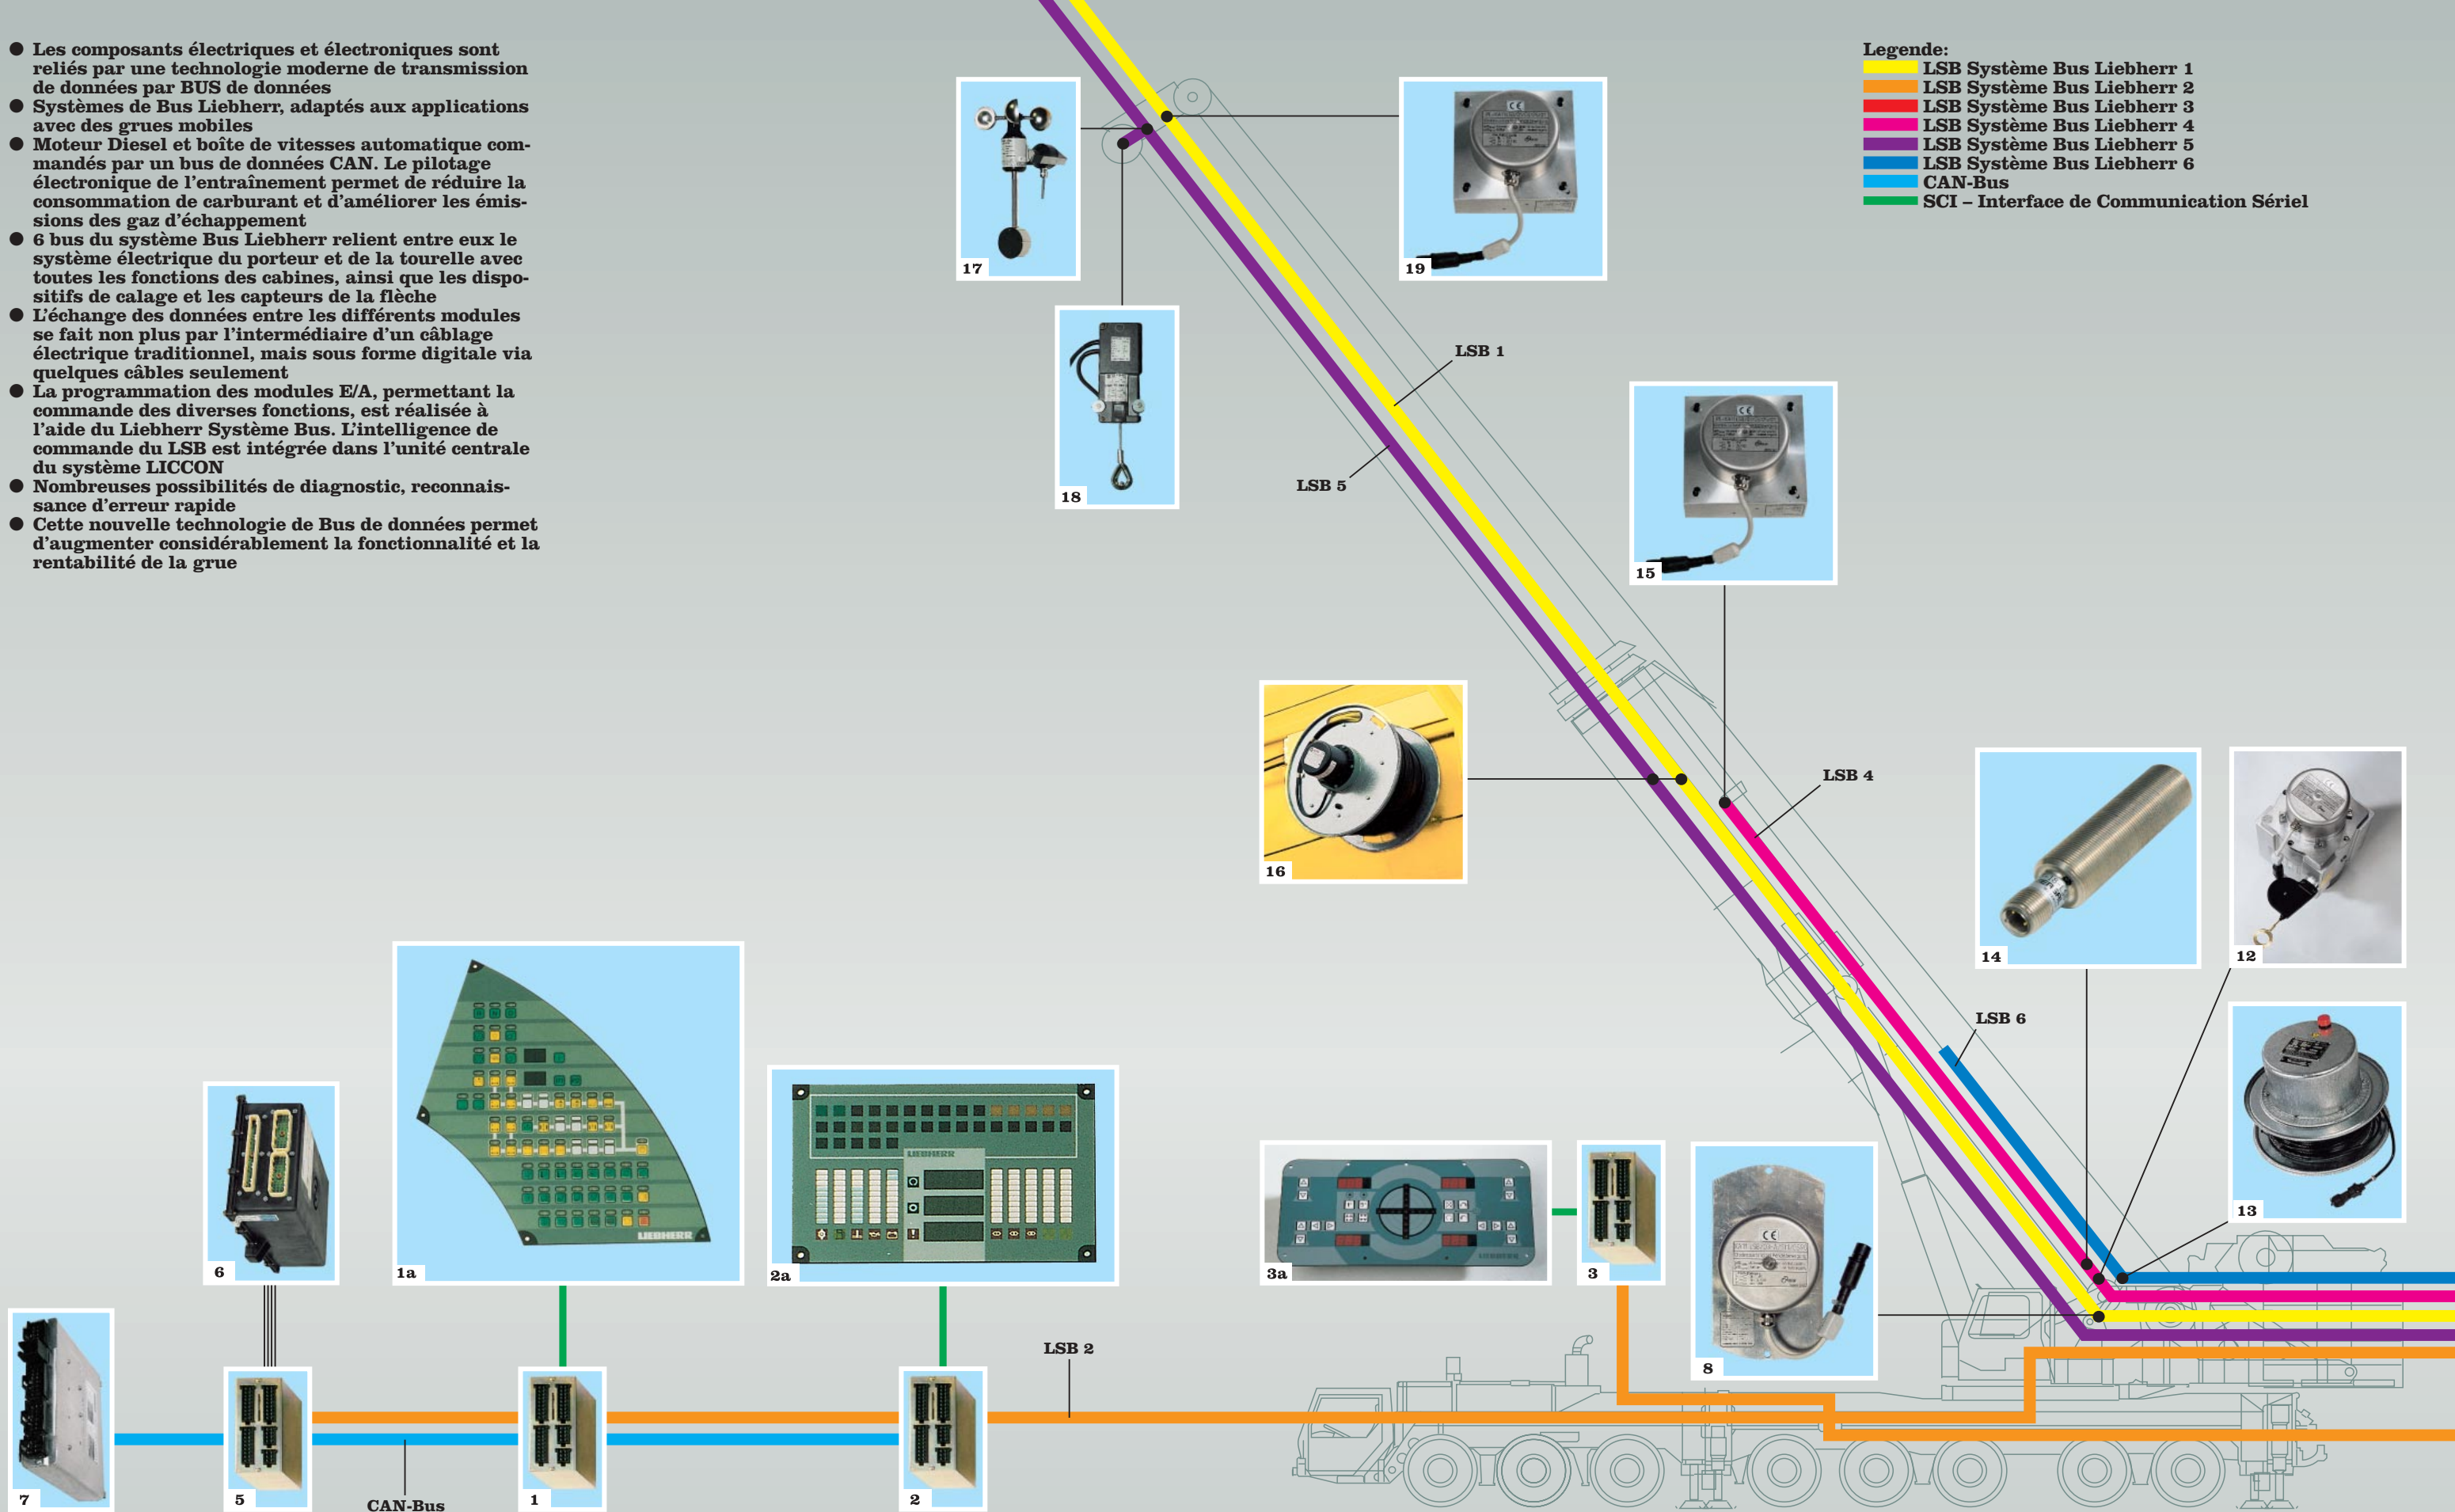 ● Les composants électriques et électroniques sont
reliés par une technologie moderne de transmission
de données par BUS de données
● Systèmes de Bus Liebherr, adaptés aux applications
avec des grues mobiles
● Moteur Diesel et boîte de vitesses automatique com-
mandés par un bus de données CAN. Le pilotage
électronique de l'entraînement permet de réduire la
consommation de carburant et d'améliorer les émis-
sions des gaz d'échappement
● 6 bus du système Bus Liebherr relient entre eux le
système électrique du porteur et de la tourelle avec
toutes les fonctions des cabines, ainsi que les dispo-
sitifs de calage et les capteurs de la flèche
● L'échange des données entre les différents modules
se fait non plus par l'intermédiaire d'un câblage
électrique traditionnel, mais sous forme digitale via
quelques câbles seulement
● La programmation des modules E/A, permettant la
commande des diverses fonctions, est réalisée à
l'aide du Liebherr Système Bus. L'intelligence de
commande du LSB est intégrée dans l'unité centrale
du système LICCON
● Nombreuses possibilités de diagnostic, reconnais-
sance d'erreur rapide
● Cette nouvelle technologie de Bus de données permet
d'augmenter considérablement la fonctionnalité et la
rentabilité de la grue
Legende:
LSB Système Bus Liebherr 1
LSB Système Bus Liebherr 2
LSB Système Bus Liebherr 3
LSB Système Bus Liebherr 4
LSB Système Bus Liebherr 5
LSB Système Bus Liebherr 6
CAN-Bus
SCI – Interface de Communication Sériel
17
CE
19
18
LSB 1
LSB 5
CE
15
16
LSB 4
14
12
LSB 6
13
6
LIEBHERR
1a
LIEBHERR
2a
LIEBHERR
3a
3
CE
8
LSB 2
7
5
CAN-Bus
1
2